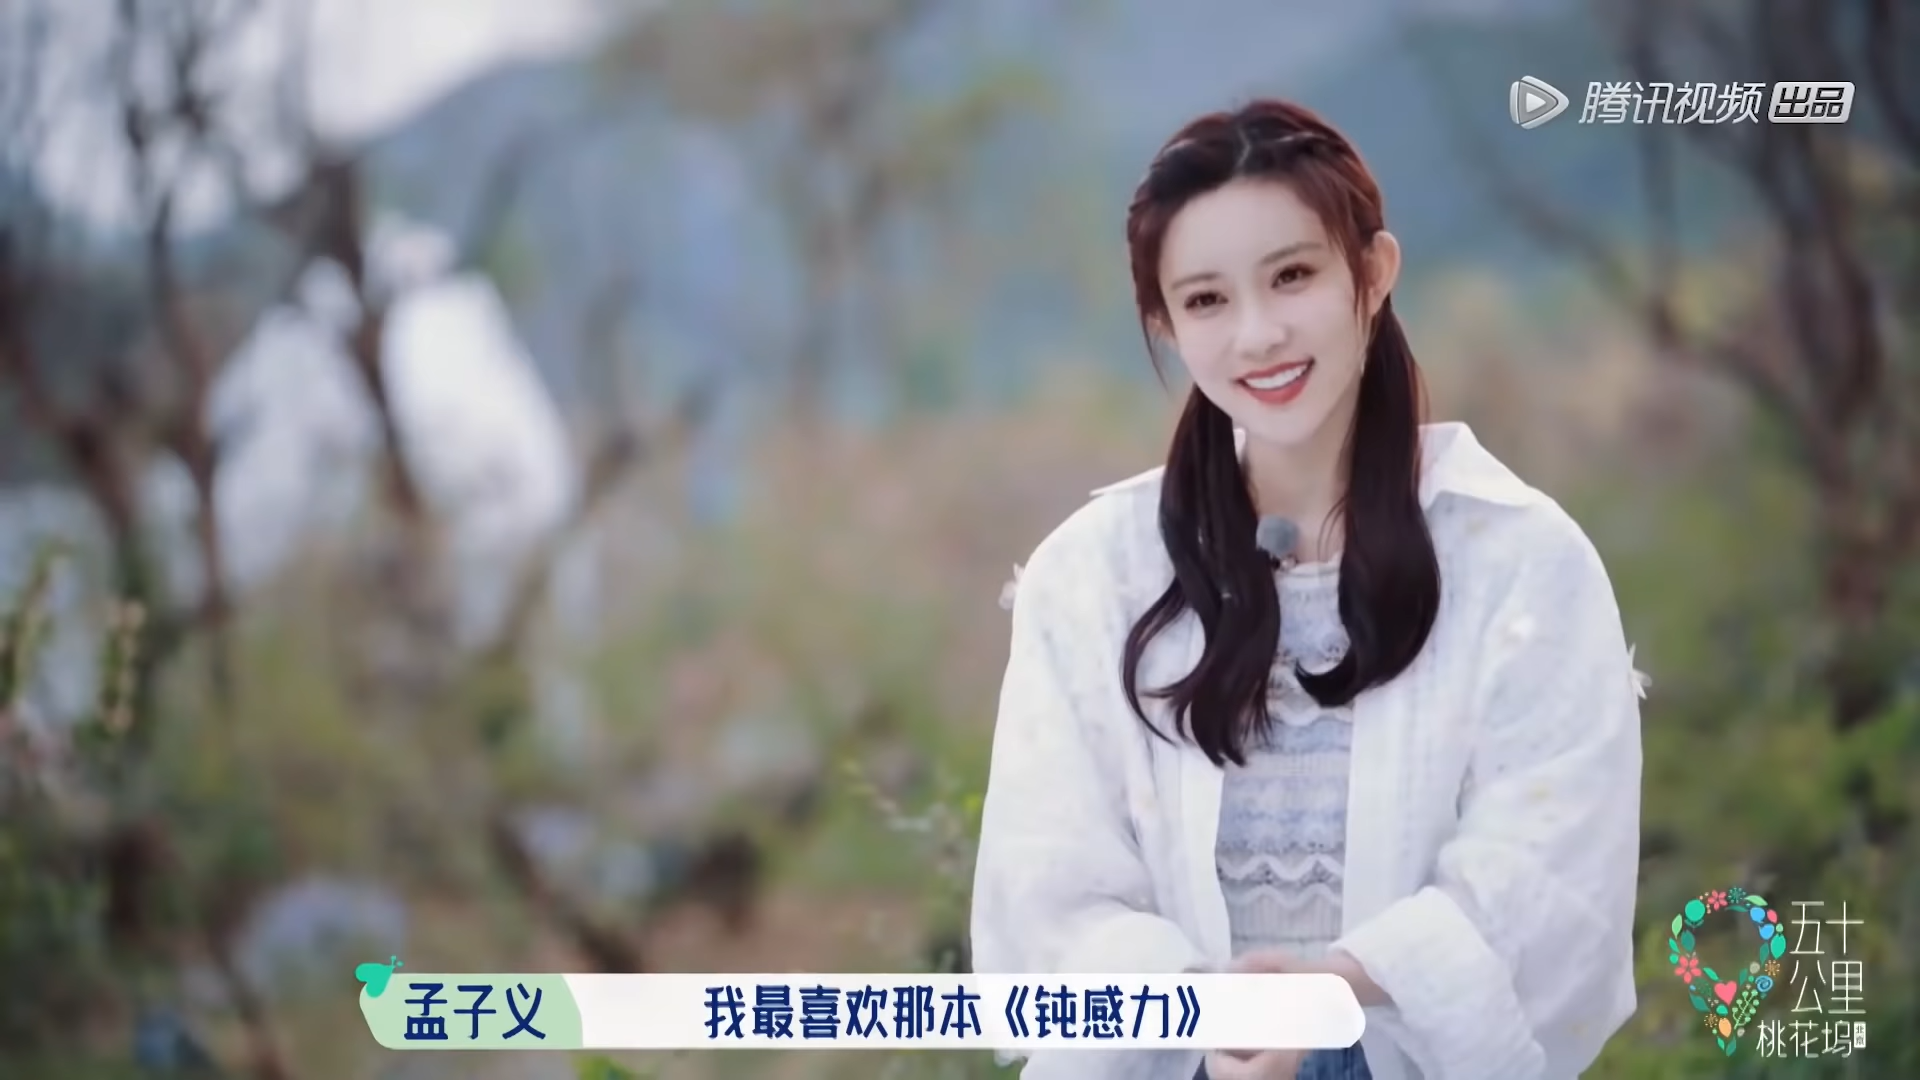 腾讯视频 出品
孟子义
我最喜欢那本《钝感力》
五十
公里
桃花坞